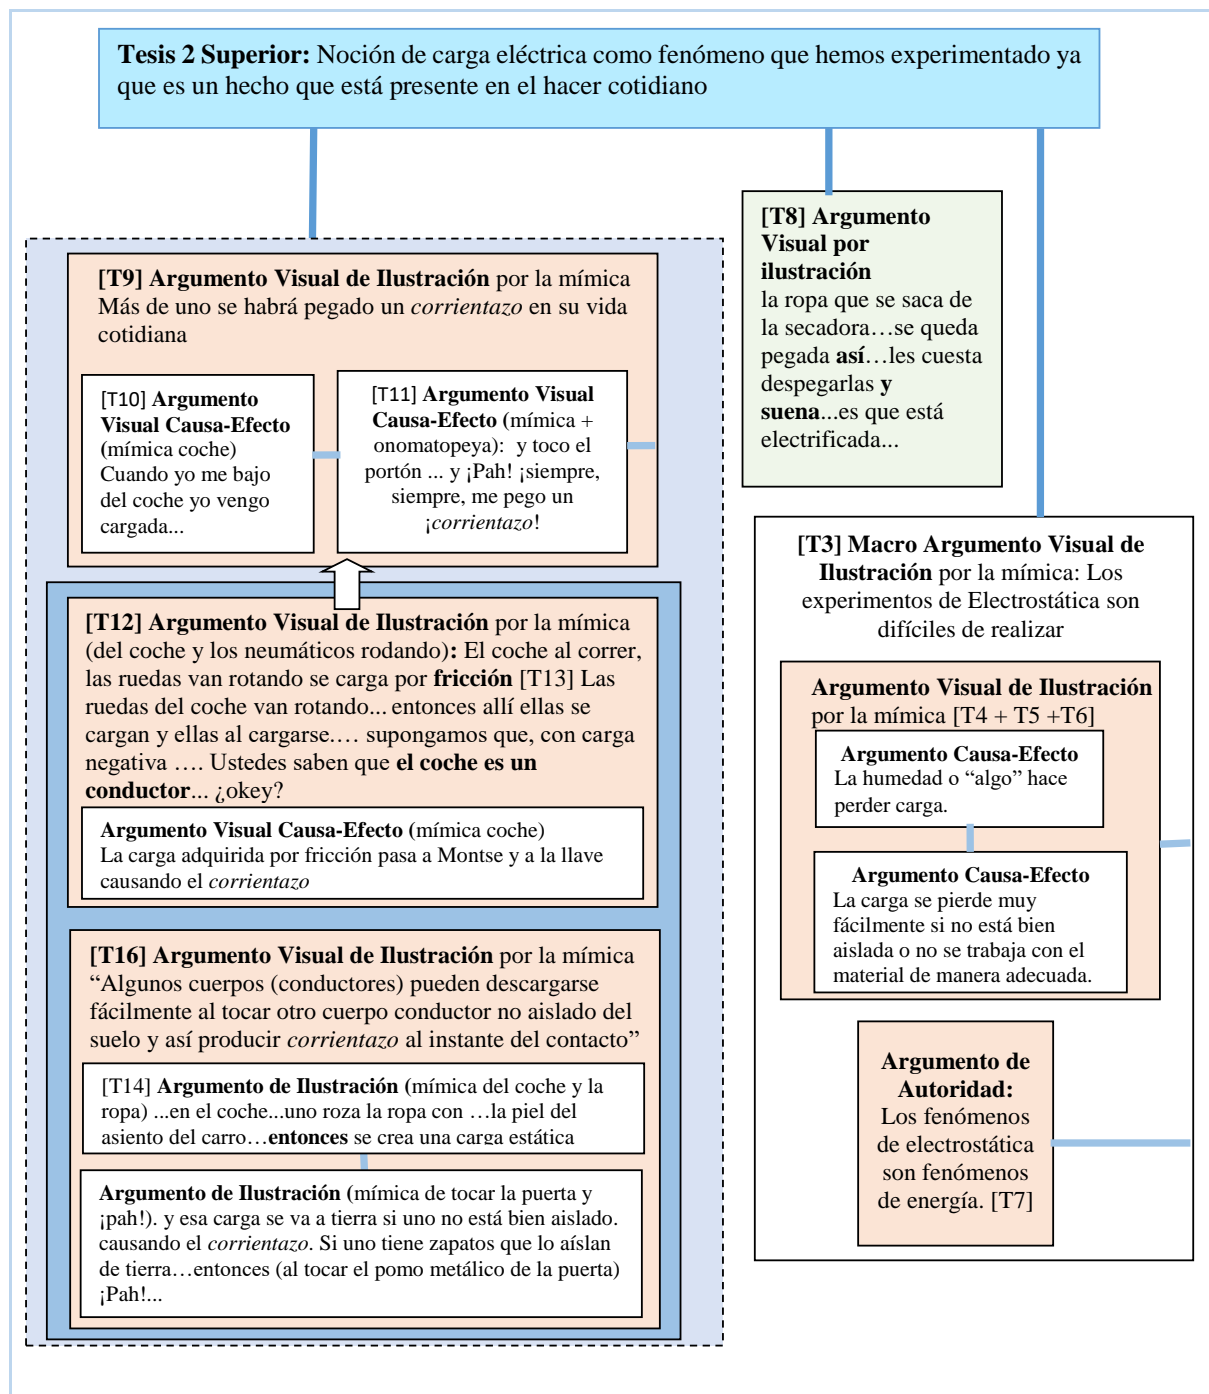 Tesis 2 Superior: Noción de carga eléctrica como fenómeno que hemos experimentado ya
que es un hecho que está presente en el hacer cotidiano
[T9] Argumento Visual de Ilustración por la mímica
Más de uno se habrá pegado un corrientazo en su vida
cotidiana
[T10] Argumento
Visual Causa-Efecto
(mímica coche)
Cuando yo me bajo
del coche yo vengo
cargada...
[T11] Argumento Visual
Causa-Efecto (mímica +
onomatopeya): y toco el
portón ... y ¡Pah! ¡siempre,
siempre, me pego un
¡corrientazo!
[T12] Argumento Visual de Ilustración por la mímica
(del coche y los neumáticos rodando): El coche al correr,
las ruedas van rotando se carga por fricción [T13] Las
ruedas del coche van rotando... entonces allí ellas se
cargan y ellas al cargarse.… supongamos que, con carga
negativa …. Ustedes saben que el coche es un
conductor... ¿okey?
Argumento Visual Causa-Efecto (mímica coche)
La carga adquirida por fricción pasa a Montse y a la llave
causando el corrientazo
[T16] Argumento Visual de Ilustración por la mímica
“Algunos cuerpos (conductores) pueden descargarse
fácilmente al tocar otro cuerpo conductor no aislado del
suelo y así producir corrientazo al instante del contacto”
[T14] Argumento de Ilustración (mímica del coche y la
ropa) ...en el coche...uno roza la ropa con …la piel del
asiento del carro…entonces se crea una carga estática
Argumento de Ilustración (mímica de tocar la puerta y
¡pah!). y esa carga se va a tierra si uno no está bien aislado.
causando el corrientazo. Si uno tiene zapatos que lo aíslan
de tierra…entonces (al tocar el pomo metálico de la puerta)
¡Pah!...
[T8] Argumento
Visual por
ilustración
la ropa que se saca de
la secadora…se queda
pegada así…les cuesta
despegarlas y
suena...es que está
electrificada...
[T3] Macro Argumento Visual de
Ilustración por la mímica: Los
experimentos de Electrostática son
difíciles de realizar
Argumento Visual de Ilustración
por la mímica [T4 + T5 +T6]
Argumento Causa-Efecto
La humedad o “algo” hace
perder carga.
Argumento Causa-Efecto
La carga se pierde muy
fácilmente si no está bien
aislada o no se trabaja con el
material de manera adecuada.
Argumento de
Autoridad:
Los fenómenos
de electrostática
son fenómenos
de energía. [T7]